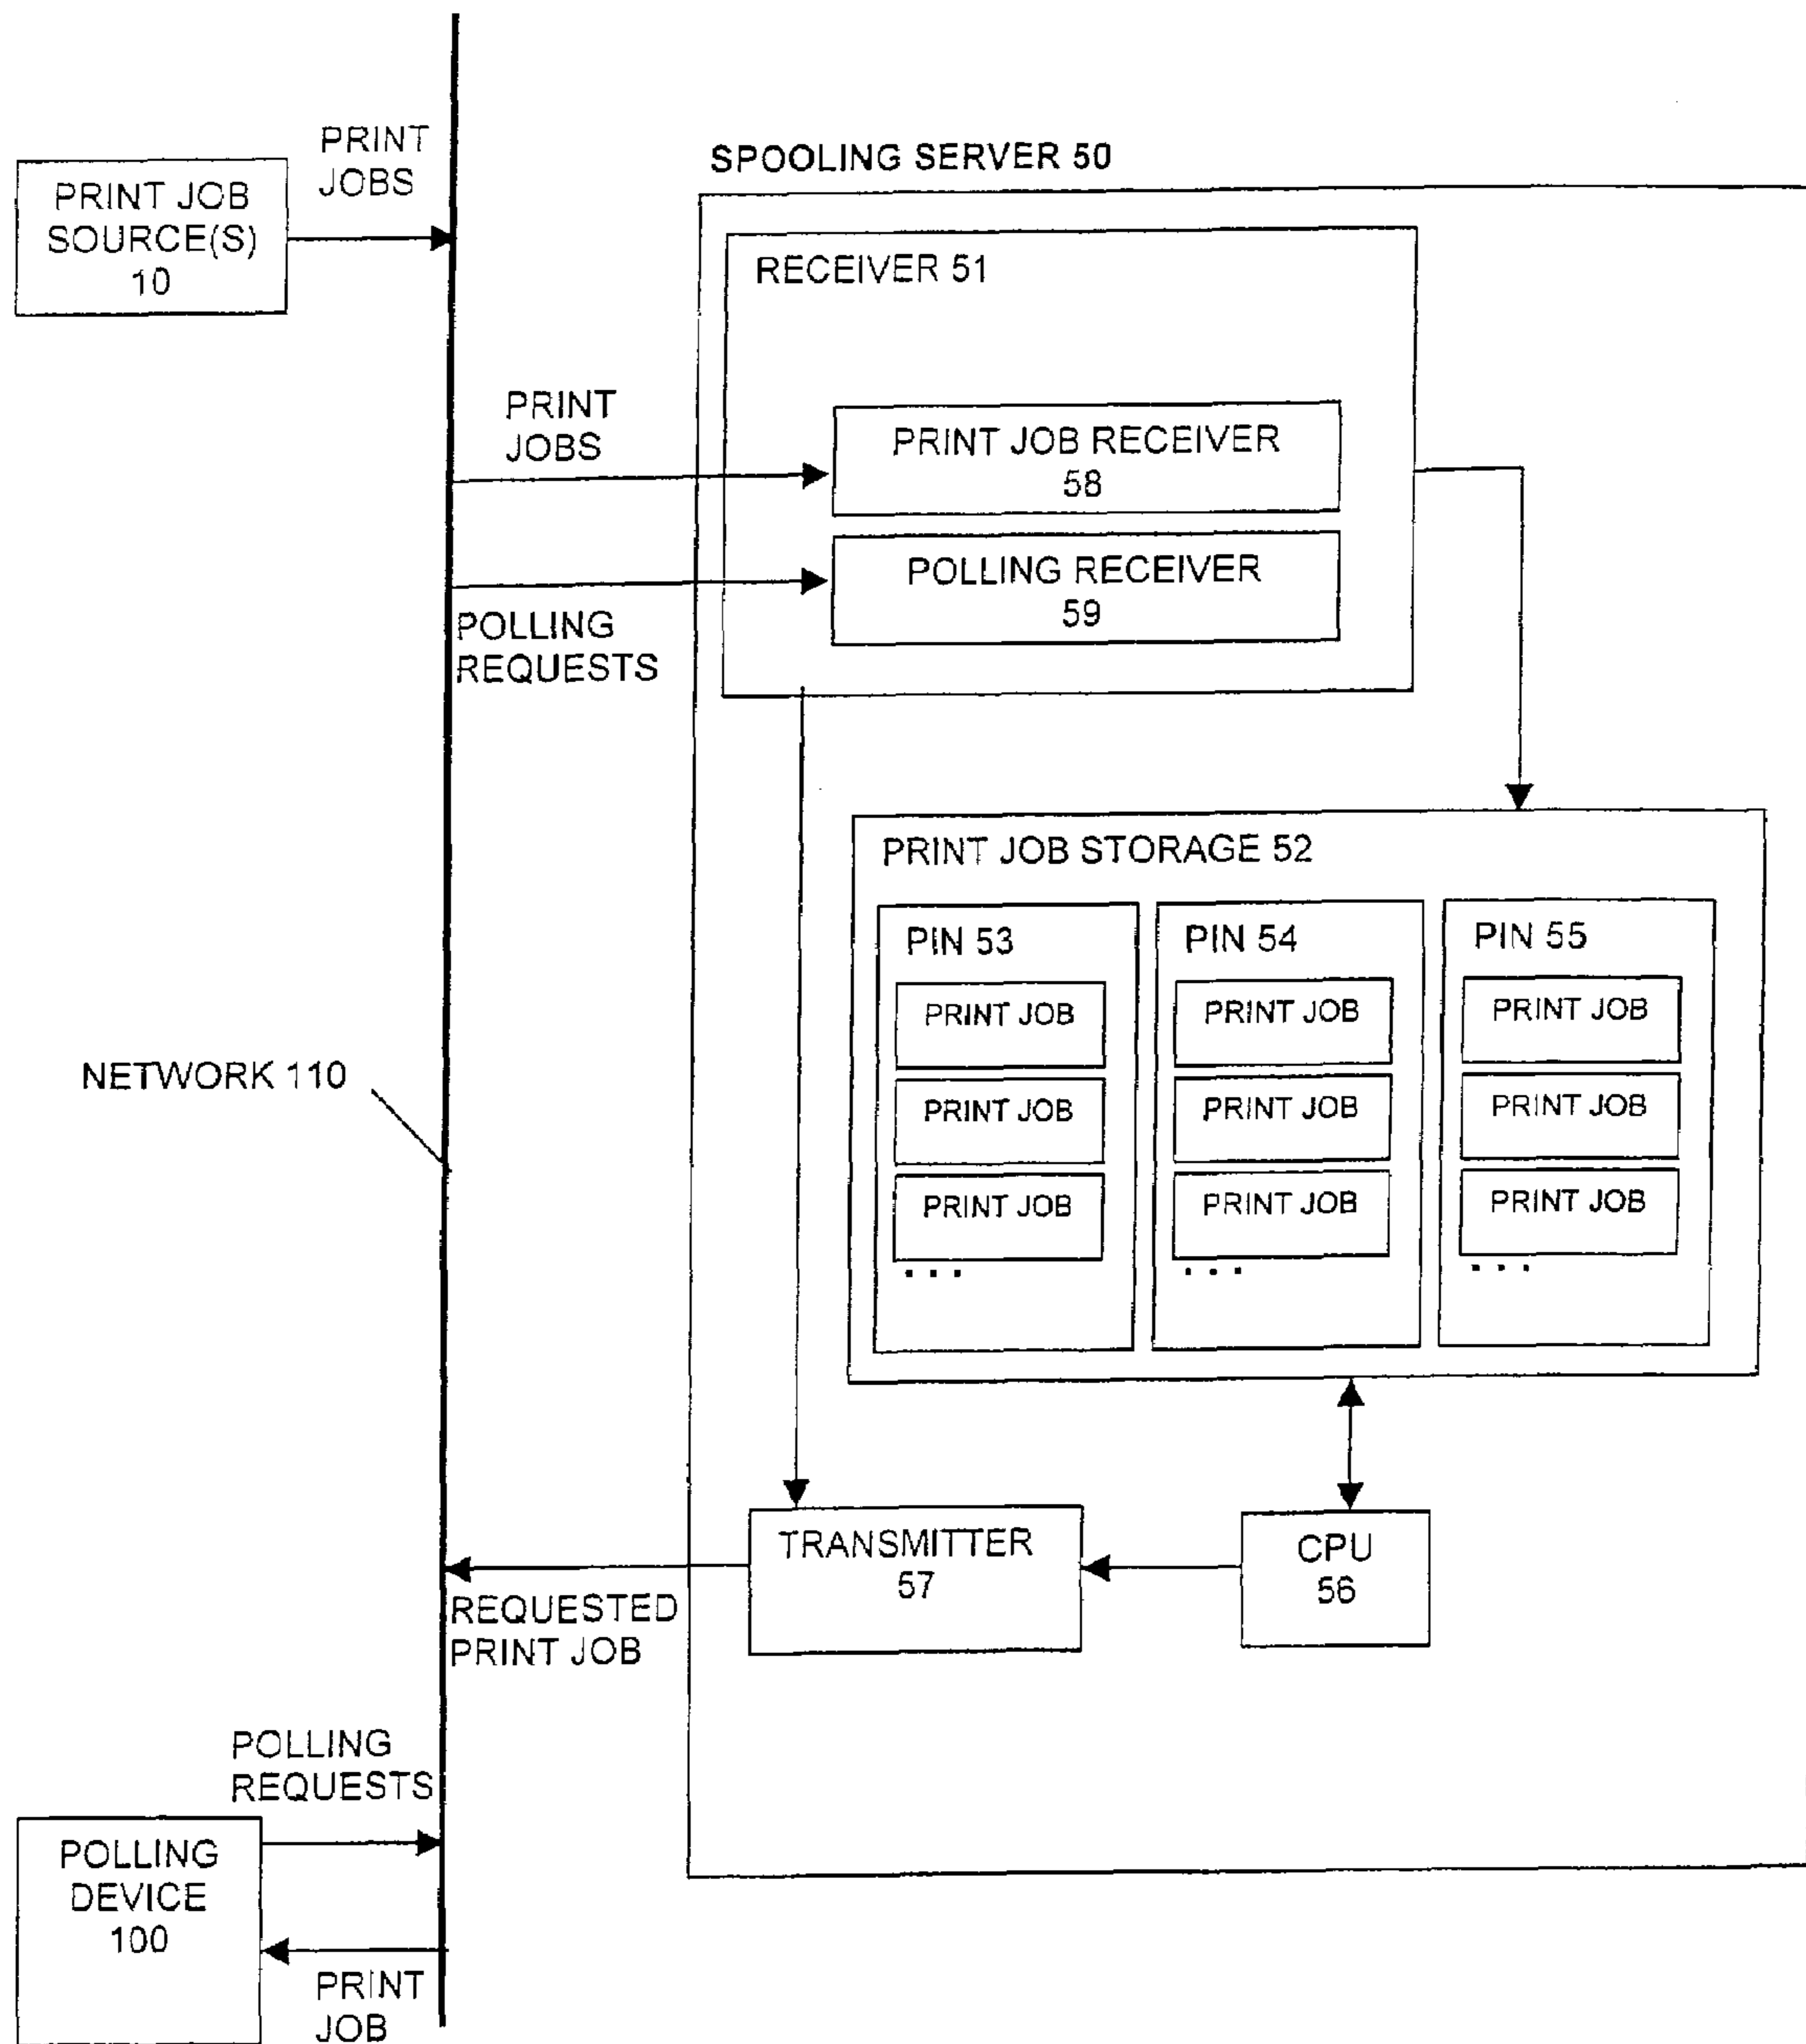 PRINT
JOBS
PRINT JOB
SOURCE(S)
10
SPOOLING SERVER 50
RECEIVER 51
PRINT
JOBS
PRINT JOB RECEIVER
58
POLLING RECEIVER
59
POLLING
REQUESTS
PRINT JOB STORAGE 52
PIN 53
PRINT JOB
PRINT JOB
PRINT JOB
. . .
PIN 54
PRINT JOB
PRINT JOB
PRINT JOB
. . .
PIN 55
PRINT JOB
PRINT JOB
PRINT JOB
. . .
NETWORK 110
TRANSMITTER
57
CPU
56
REQUESTED
PRINT JOB
POLLING
REQUESTS
POLLING
DEVICE
100
PRINT
JOB